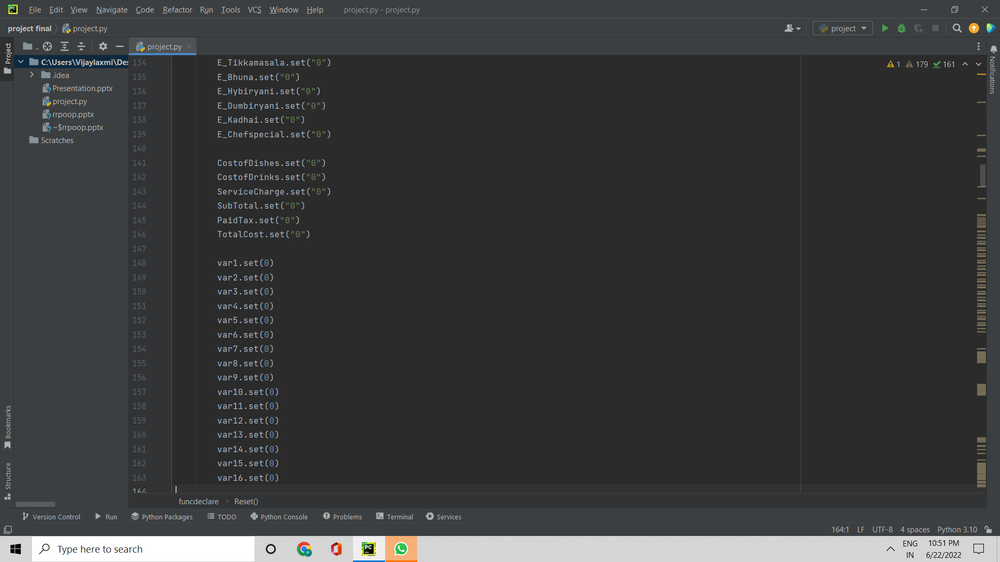 File Edit View Navigate Code Refactor Run Tools VCS Window Help project.py - project.py
project final project.py project
Project .. project.py
C:\Users\Vijaylaxmi\Des
.idea
Presentation.pptx
project.py
rrpoop.pptx
~$rrpoop.pptx
Scratches
1 179 161
Notifications
134 E_Tikkamasala.set("0")
135 E_Bhuna.set("0")
136 E_Hybiryani.set("0")
137 E_Dumbiryani.set("0")
138 E_Kadhai.set("0")
139 E_Chefspecial.set("0")
140
141 CostofDishes.set("0")
142 CostofDrinks.set("0")
143 ServiceCharge.set("0")
144 SubTotal.set("0")
145 PaidTax.set("0")
146 TotalCost.set("0")
147
148 var1.set(0)
149 var2.set(0)
150 var3.set(0)
151 var4.set(0)
152 var5.set(0)
153 var6.set(0)
154 var7.set(0)
155 var8.set(0)
156 var9.set(0)
157 var10.set(0)
158 var11.set(0)
159 var12.set(0)
160 var13.set(0)
161 var14.set(0)
162 var15.set(0)
163 var16.set(0)
164
Bookmarks
Structure
funcdeclare Reset()
Version Control Run Python Packages TODO Python Console Problems Terminal Services
164:1 LF UTF-8 4 spaces Python 3.10
Type here to search
PC
ENG
IN
10:51 PM
6/22/2022